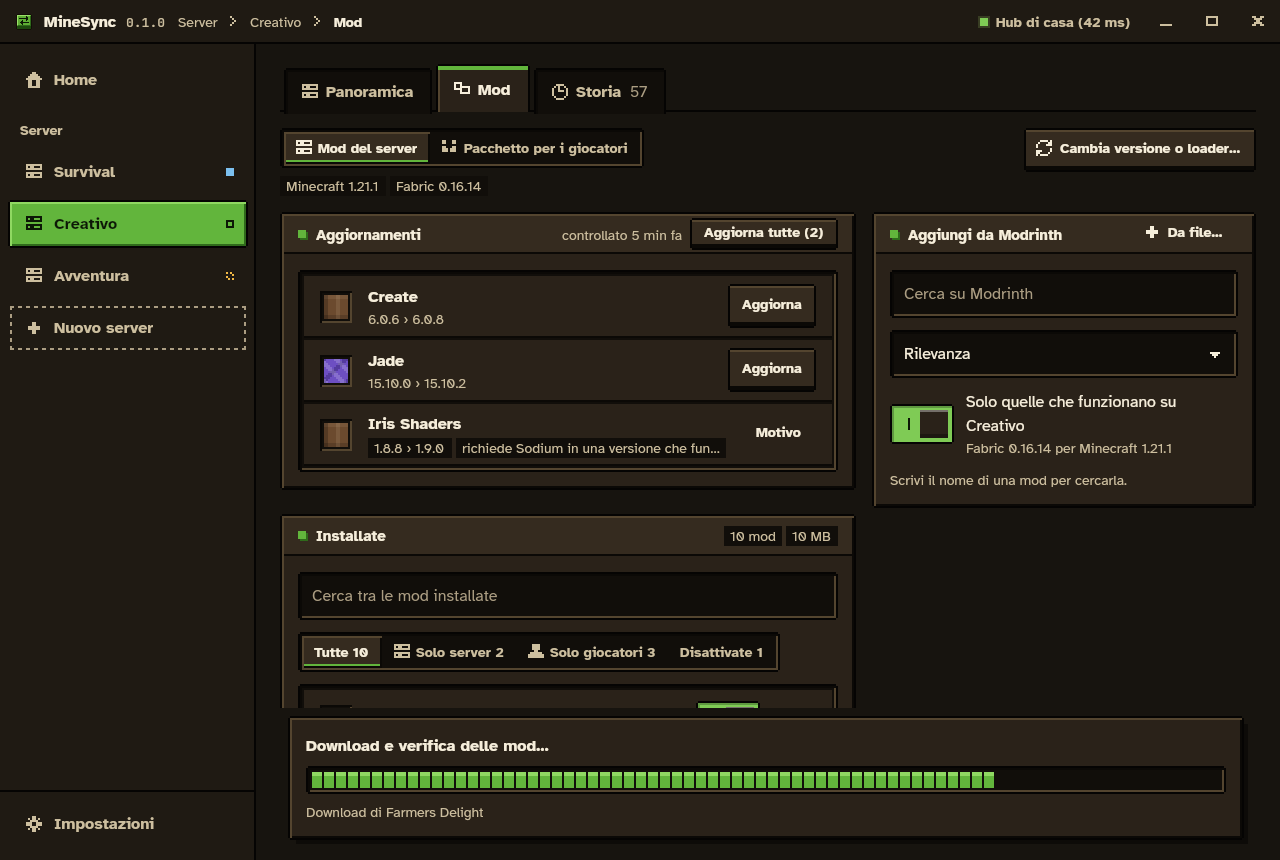 MineSync 0.1.0 Server Creativo Mod
Hub di casa (42 ms)
Home
Server
Survival
Creativo
Avventura
Nuovo server
Impostazioni
Panoramica
Mod
Storia 57
Mod del server
Pacchetto per i giocatori
Cambia versione o loader...
Minecraft 1.21.1
Fabric 0.16.14
Aggiornamenti
controllato 5 min fa
Aggiorna tutte (2)
Create
6.0.6 › 6.0.8
Aggiorna
Jade
15.10.0 › 15.10.2
Aggiorna
Iris Shaders
1.8.8 › 1.9.0
richiede Sodium in una versione che fun...
Motivo
Aggiungi da Modrinth
Da file...
Cerca su Modrinth
Rilevanza
Solo quelle che funzionano su
Creativo
Fabric 0.16.14 per Minecraft 1.21.1
Scrivi il nome di una mod per cercarla.
Installate
10 mod
10 MB
Cerca tra le mod installate
Tutte 10
Solo server 2
Solo giocatori 3
Disattivate 1
Download e verifica delle mod...
Download di Farmers Delight